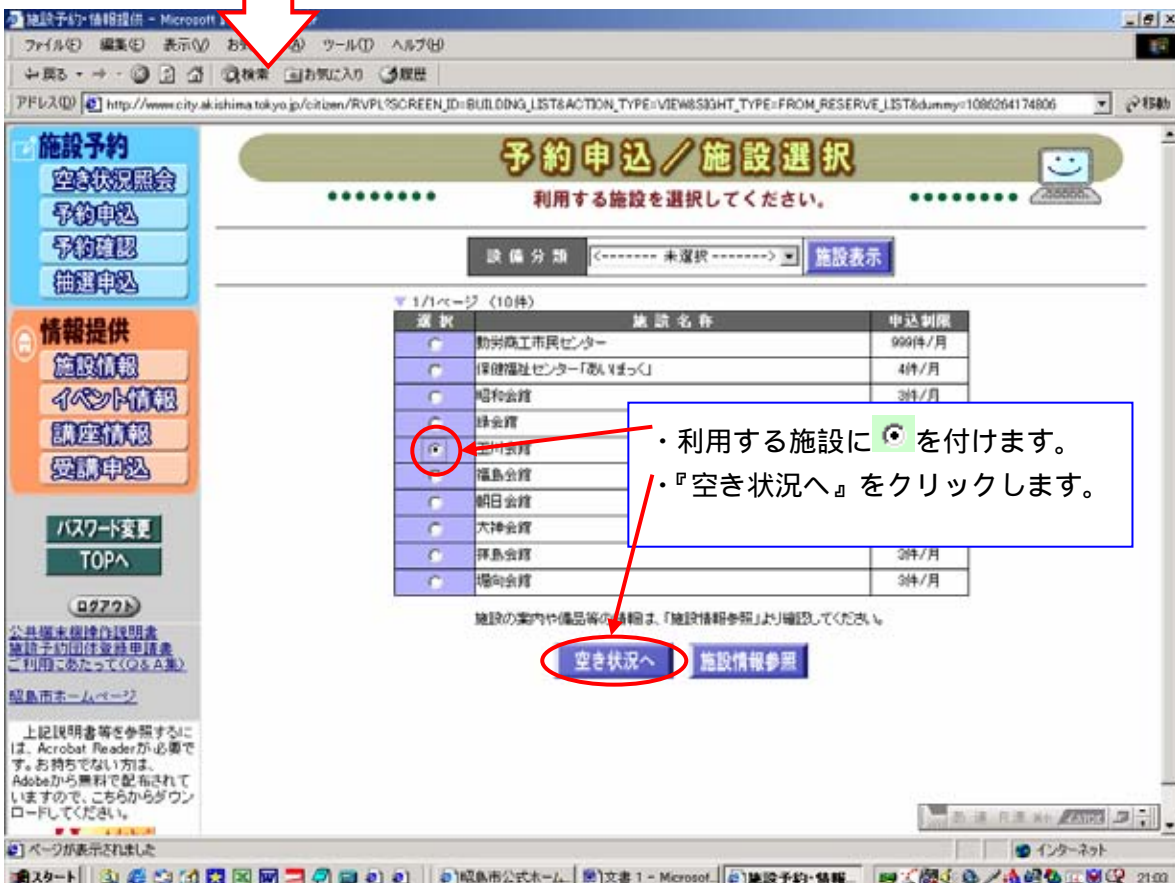 施設予約・情報提供 - Microsoft
ファイル(F) 編集(E) 表示(V) ツール(T) ヘルプ(H)
戻る 検索 お気に入り 履歴
アドレス(D) http://www.city.akishima.tokyo.jp/citizen/RVPL?SCREEN_ID=BUILDING_LIST&ACTION_TYPE=VIEW&SIGHT_TYPE=FROM_RESERVE_LIST&dummy=1086264174806 移動
施設予約
空き状況照会
予約申込
予約確認
抽選申込
情報提供
施設情報
イベント情報
講座情報
受講申込
パスワード変更
TOPへ
ログアウト
公共端末機操作説明書
施設予約団体登録申請書
ご利用にあたって(Q&A集)
昭島市ホームページ
上記説明書等を参照するに
は、Acrobat Readerが必要で
す。お持ちでない方は、
Adobeから無料で配布されて
いますので、こちらからダウン
ロードしてください。
予約申込/施設選択
利用する施設を選択してください。
設備分類 <------- 未選択 -------> 施設表示
▼ 1/1ページ (10件)
選択 施設名称 申込制限
勤労商工市民センター 999件/月
保健福祉センター「あいぽっく」 4件/月
昭和会館 3件/月
緑会館
玉川会館
福島会館
朝日会館
大神会館
拝島会館 3件/月
堀向会館 3件/月
・利用する施設に を付けます。
・『空き状況へ』をクリックします。
施設の案内や備品等の情報は、「施設情報参照」より確認してください。
空き状況へ 施設情報参照
ページが表示されました インターネット
スタート 昭島市公式ホーム... 文書 1 - Microsof... 施設予約・情報... 21:03